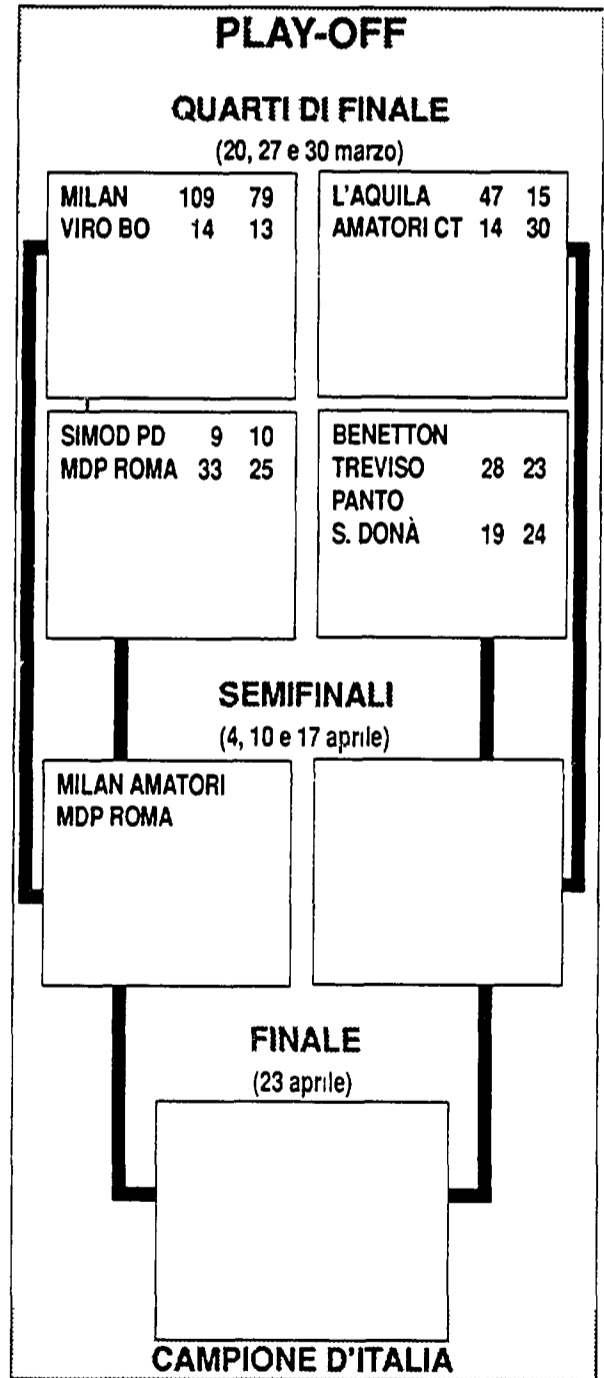 PLAY-OFF
QUARTI DI FINALE
(20, 27 e 30 marzo)
MILAN 109 79
VIRO BO 14 13
L'AQUILA 47 15
AMATORI CT 14 30
SIMOD PD 9 10
MDP ROMA 33 25
BENETTON
TREVISO 28 23
PANTO
S. DONÀ 19 24
SEMIFINALI
(4, 10 e 17 aprile)
MILAN AMATORI
MDP ROMA
FINALE
(23 aprile)
CAMPIONE D'ITALIA